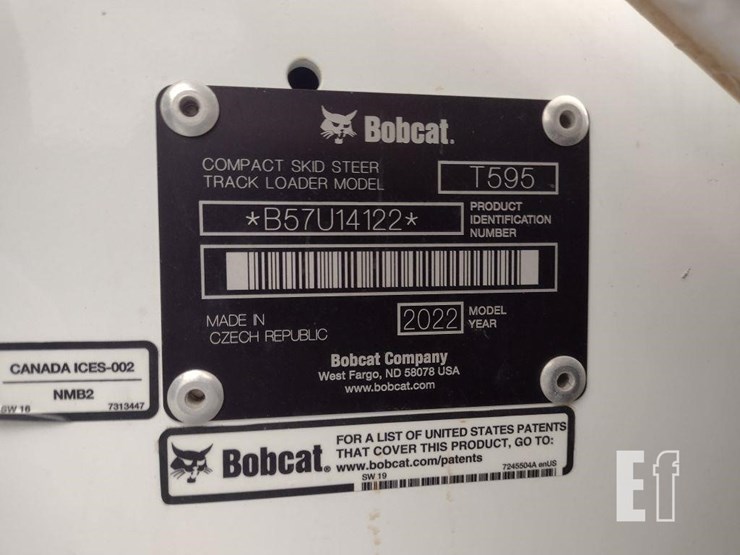 Bobcat.
COMPACT SKID STEER
TRACK LOADER MODEL
T595
*B57U14122*
PRODUCT
IDENTIFICATION
NUMBER
MADE IN
CZECH REPUBLIC
2022
MODEL
YEAR
Bobcat Company
West Fargo, ND 58078 USA
www.bobcat.com
CANADA ICES-002
NMB2
SW 16 7313447
Bobcat.
FOR A LIST OF UNITED STATES PATENTS
THAT COVER THIS PRODUCT, GO TO:
www.bobcat.com/patents
SW 19 7245504A enUS
Ef